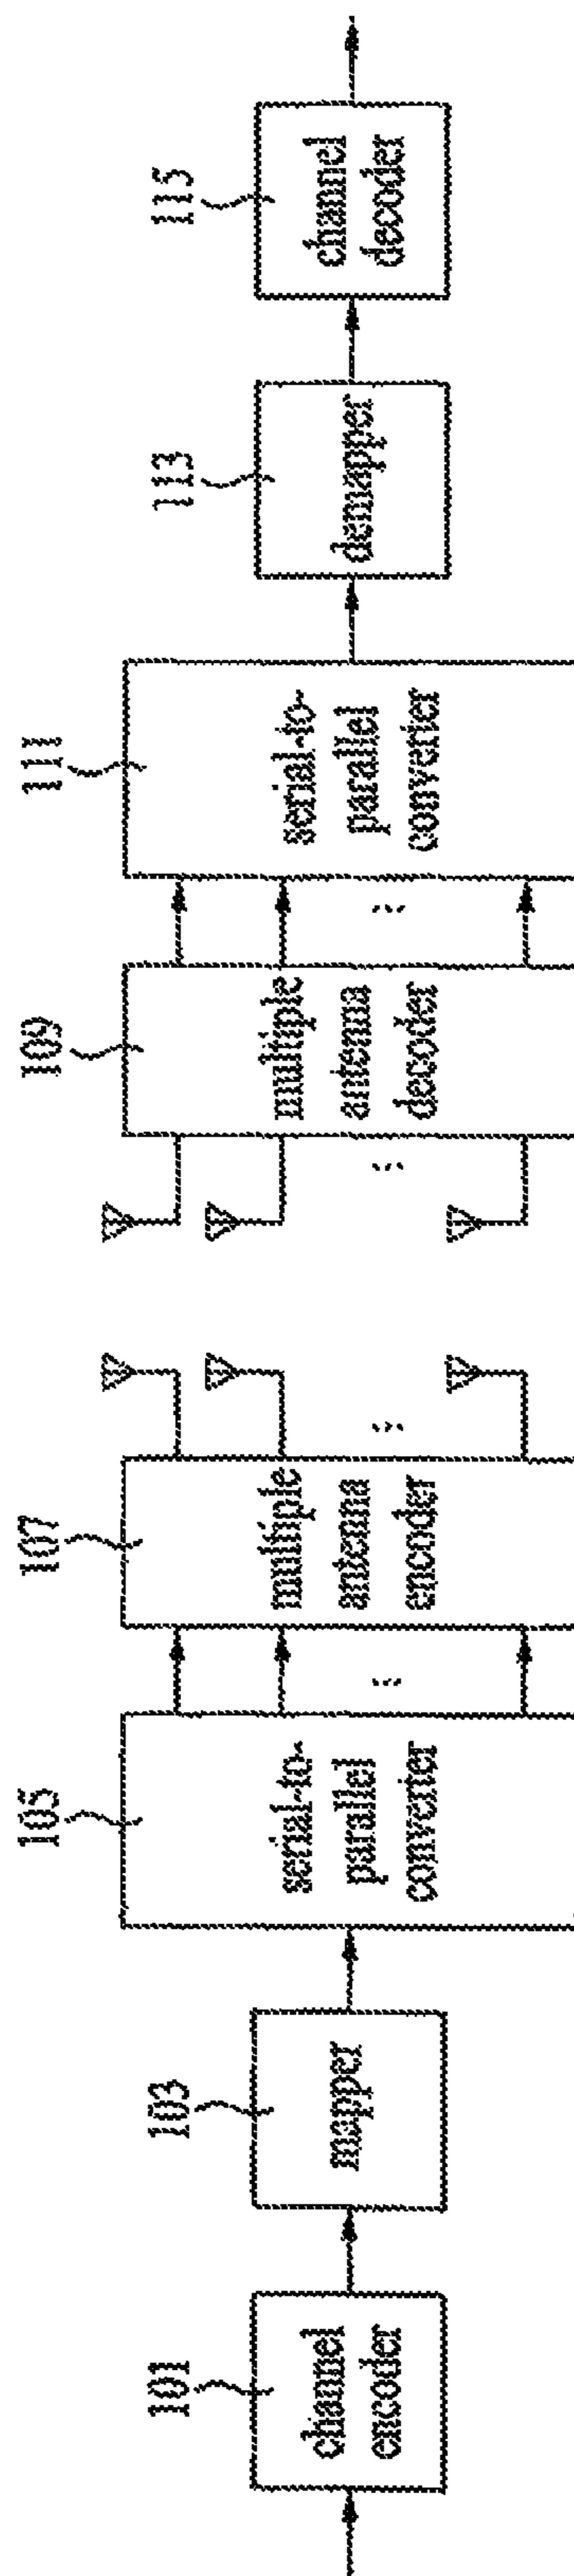 101
channel
encoder
103
mapper
105
serial-to-
parallel
converter
107
multiple
antenna
encoder
109
multiple
antenna
decoder
111
serial-to-
parallel
converter
113
demapper
115
channel
decoder